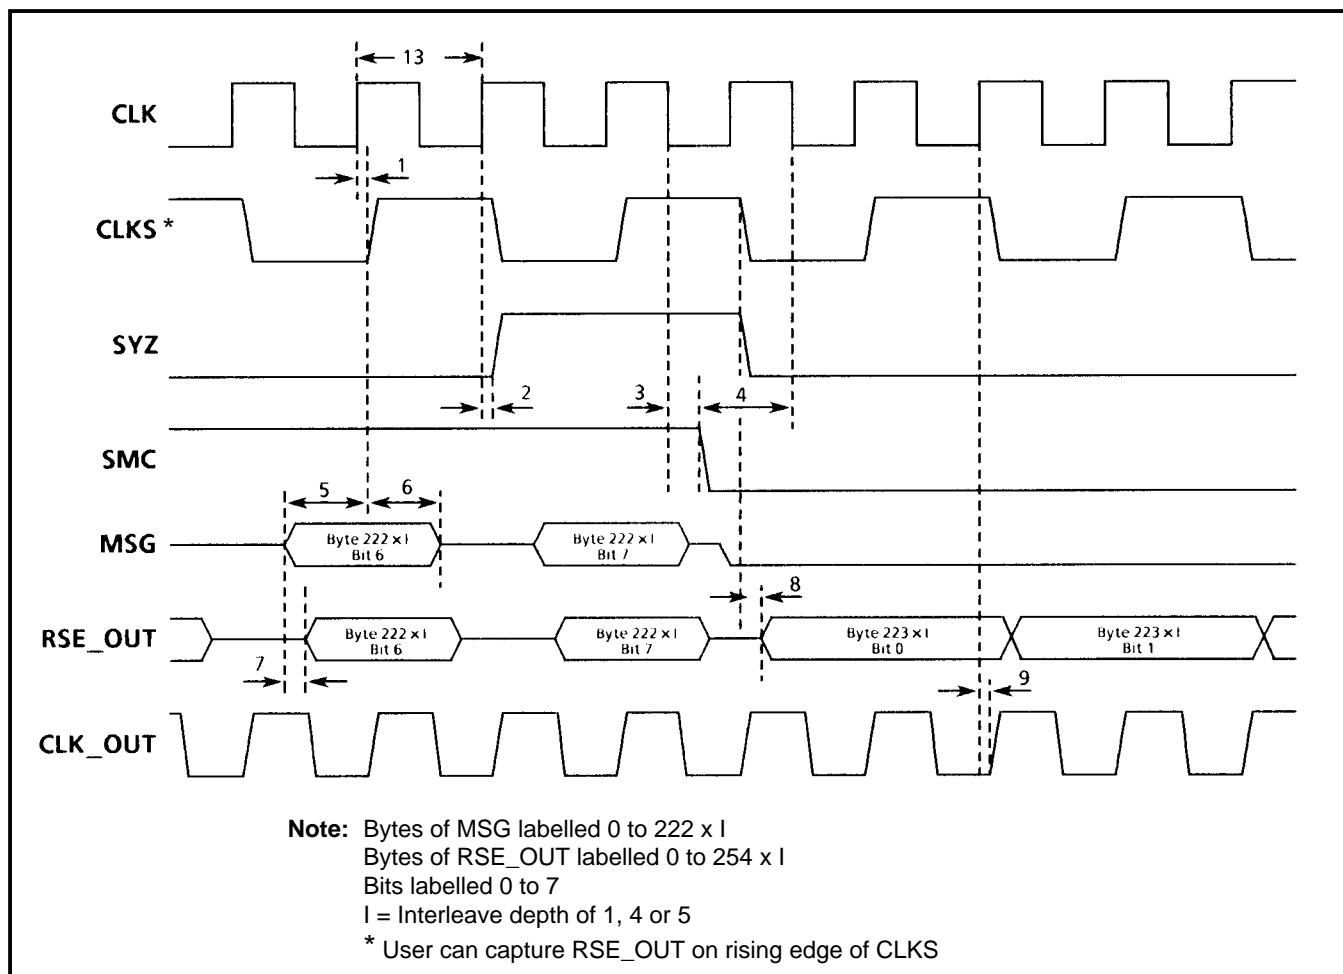 13
CLK
1
CLKS *
SYZ
2
3
4
SMC
5
6
MSG
Byte 222 x I
Bit 6
Byte 222 x I
Bit 7
8
RSE_OUT
Byte 222 x I
Bit 6
Byte 222 x I
Bit 7
Byte 223 x I
Bit 0
Byte 223 x I
Bit 1
7
9
CLK_OUT
Note: Bytes of MSG labelled 0 to 222 x I
Bytes of RSE_OUT labelled 0 to 254 x I
Bits labelled 0 to 7
I = Interleave depth of 1, 4 or 5
* User can capture RSE_OUT on rising edge of CLKS